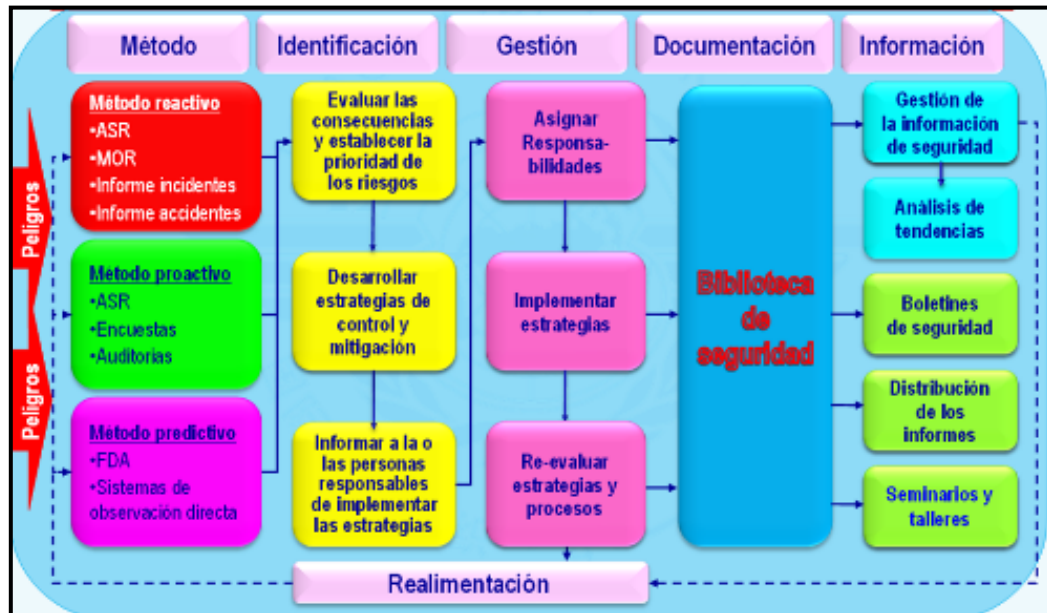 Método
Identificación
Gestión
Documentación
Información
Peligros
Peligros
Método reactivo
•ASR
•MOR
•Informe incidentes
•Informe accidentes
Método proactivo
•ASR
•Encuestas
•Auditorias
Método predictivo
•FDA
•Sistemas de
observación directa
Evaluar las
consecuencias
y establecer la
prioridad de
los riesgos
Desarrollar
estrategias de
control y
mitigación
Informar a la o
las personas
responsables
de implementar
las estrategias
Asignar
Responsa-
bilidades
Implementar
estrategias
Re-evaluar
estrategias y
procesos
Biblioteca
de
seguridad
Gestión de
la información
de seguridad
Análisis de
tendencias
Boletines
de seguridad
Distribución
de los
informes
Seminarios y
talleres
Realimentación